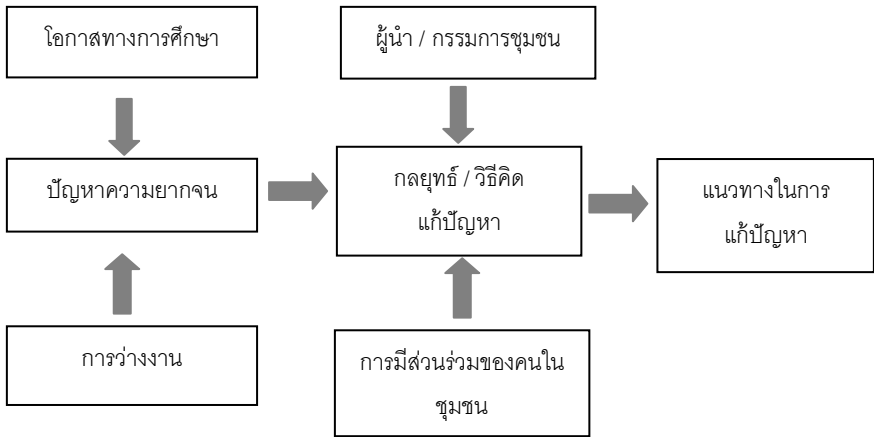 โอกาสทางการศึกษา
ผู้นำ / กรรมการชุมชน
ปัญหาความยากจน
กลยุทธ์ / วิธีคิด
แก้ปัญหา
แนวทางในการ
แก้ปัญหา
การว่างงาน
การมีส่วนร่วมของคนใน
ชุมชน